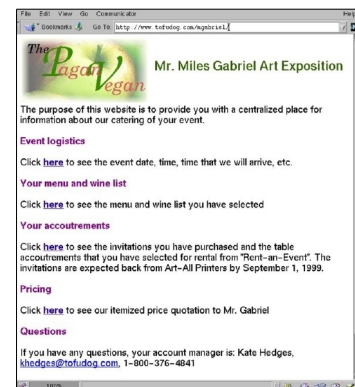 File Edit View Go Communicator Help
Bookmarks Go To: http://www.tofudog.com/mgabriel/
The
Pagan
Vegan
Mr. Miles Gabriel Art Exposition
The purpose of this website is to provide you with a centralized place for
information about our catering of your event.
Event logistics
Click here to see the event date, time, time that we will arrive, etc.
Your menu and wine list
Click here to see the menu and wine list you have selected
Your accoutrements
Click here to see the invitations you have purchased and the table
accoutrements that you have selected for rental from "Rent-an-Event". The
invitations are expected back from Art-All Printers by September 1, 1999.
Pricing
Click here to see our itemized price quotation to Mr. Gabriel
Questions
If you have any questions, your account manager is: Kate Hedges,
khedges@tofudog.com, 1-800-376-4841
100%